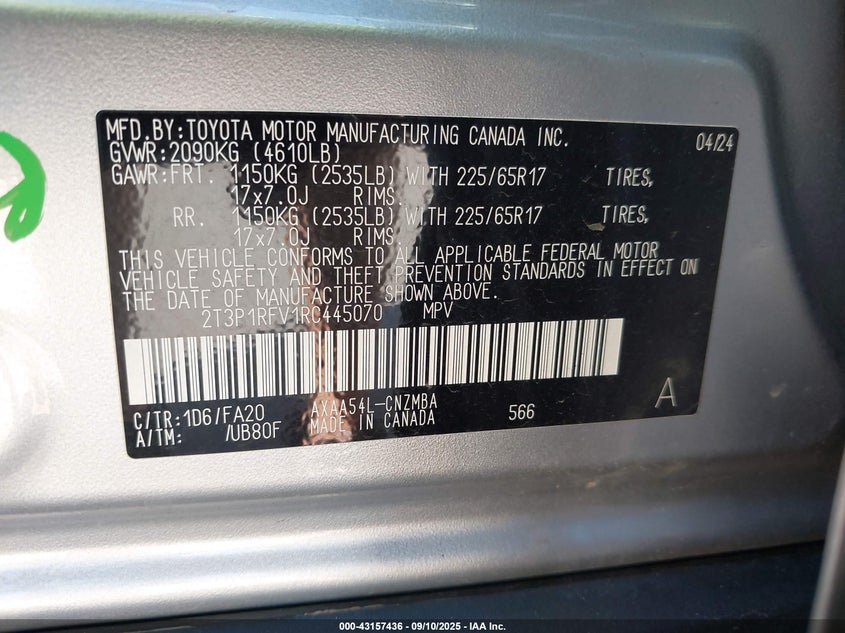 MFD.BY:TOYOTA MOTOR MANUFACTURING CANADA INC. 04/24
GVWR:2090KG (4610LB)
GAWR:FRT. 1150KG (2535LB) WITH 225/65R17 TIRES,
17x7.0J RIMS.
RR. 1150KG (2535LB) WITH 225/65R17 TIRES,
17x7.0J RIMS.
THIS VEHICLE CONFORMS TO ALL APPLICABLE FEDERAL MOTOR
VEHICLE SAFETY AND THEFT PREVENTION STANDARDS IN EFFECT ON
THE DATE OF MANUFACTURE SHOWN ABOVE.
2T3P1RFV1RC445070 MPV
C/TR:1D6/FA20 AXAA54L-CNZMBA
A/TM: /UB80F MADE IN CANADA 566 A
000-43157436 - 09/10/2025 - IAA Inc.